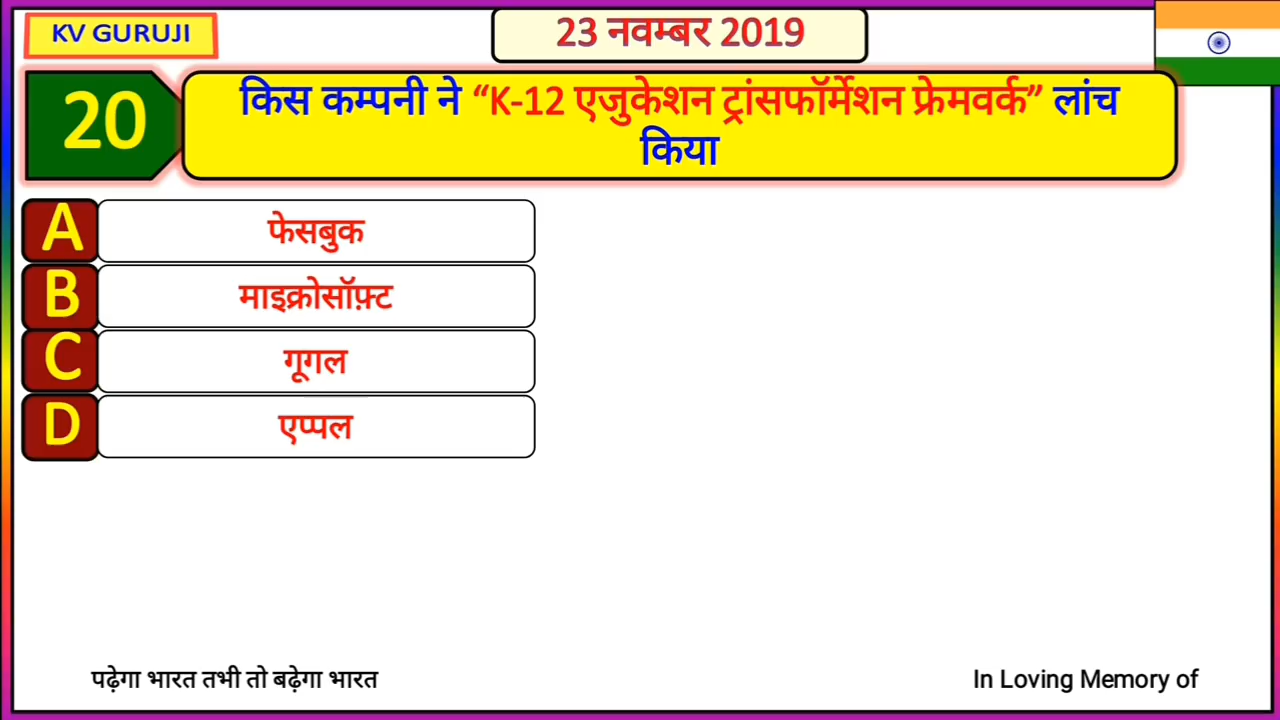 KV GURUJI
23 नवम्बर 2019
20
किस कम्पनी ने “K-12 एजुकेशन ट्रांसफॉर्मेशन फ्रेमवर्क” लांच
किया
A फेसबुक
B माइक्रोसॉफ़्ट
C गूगल
D एप्पल
पढ़ेगा भारत तभी तो बढ़ेगा भारत
In Loving Memory of